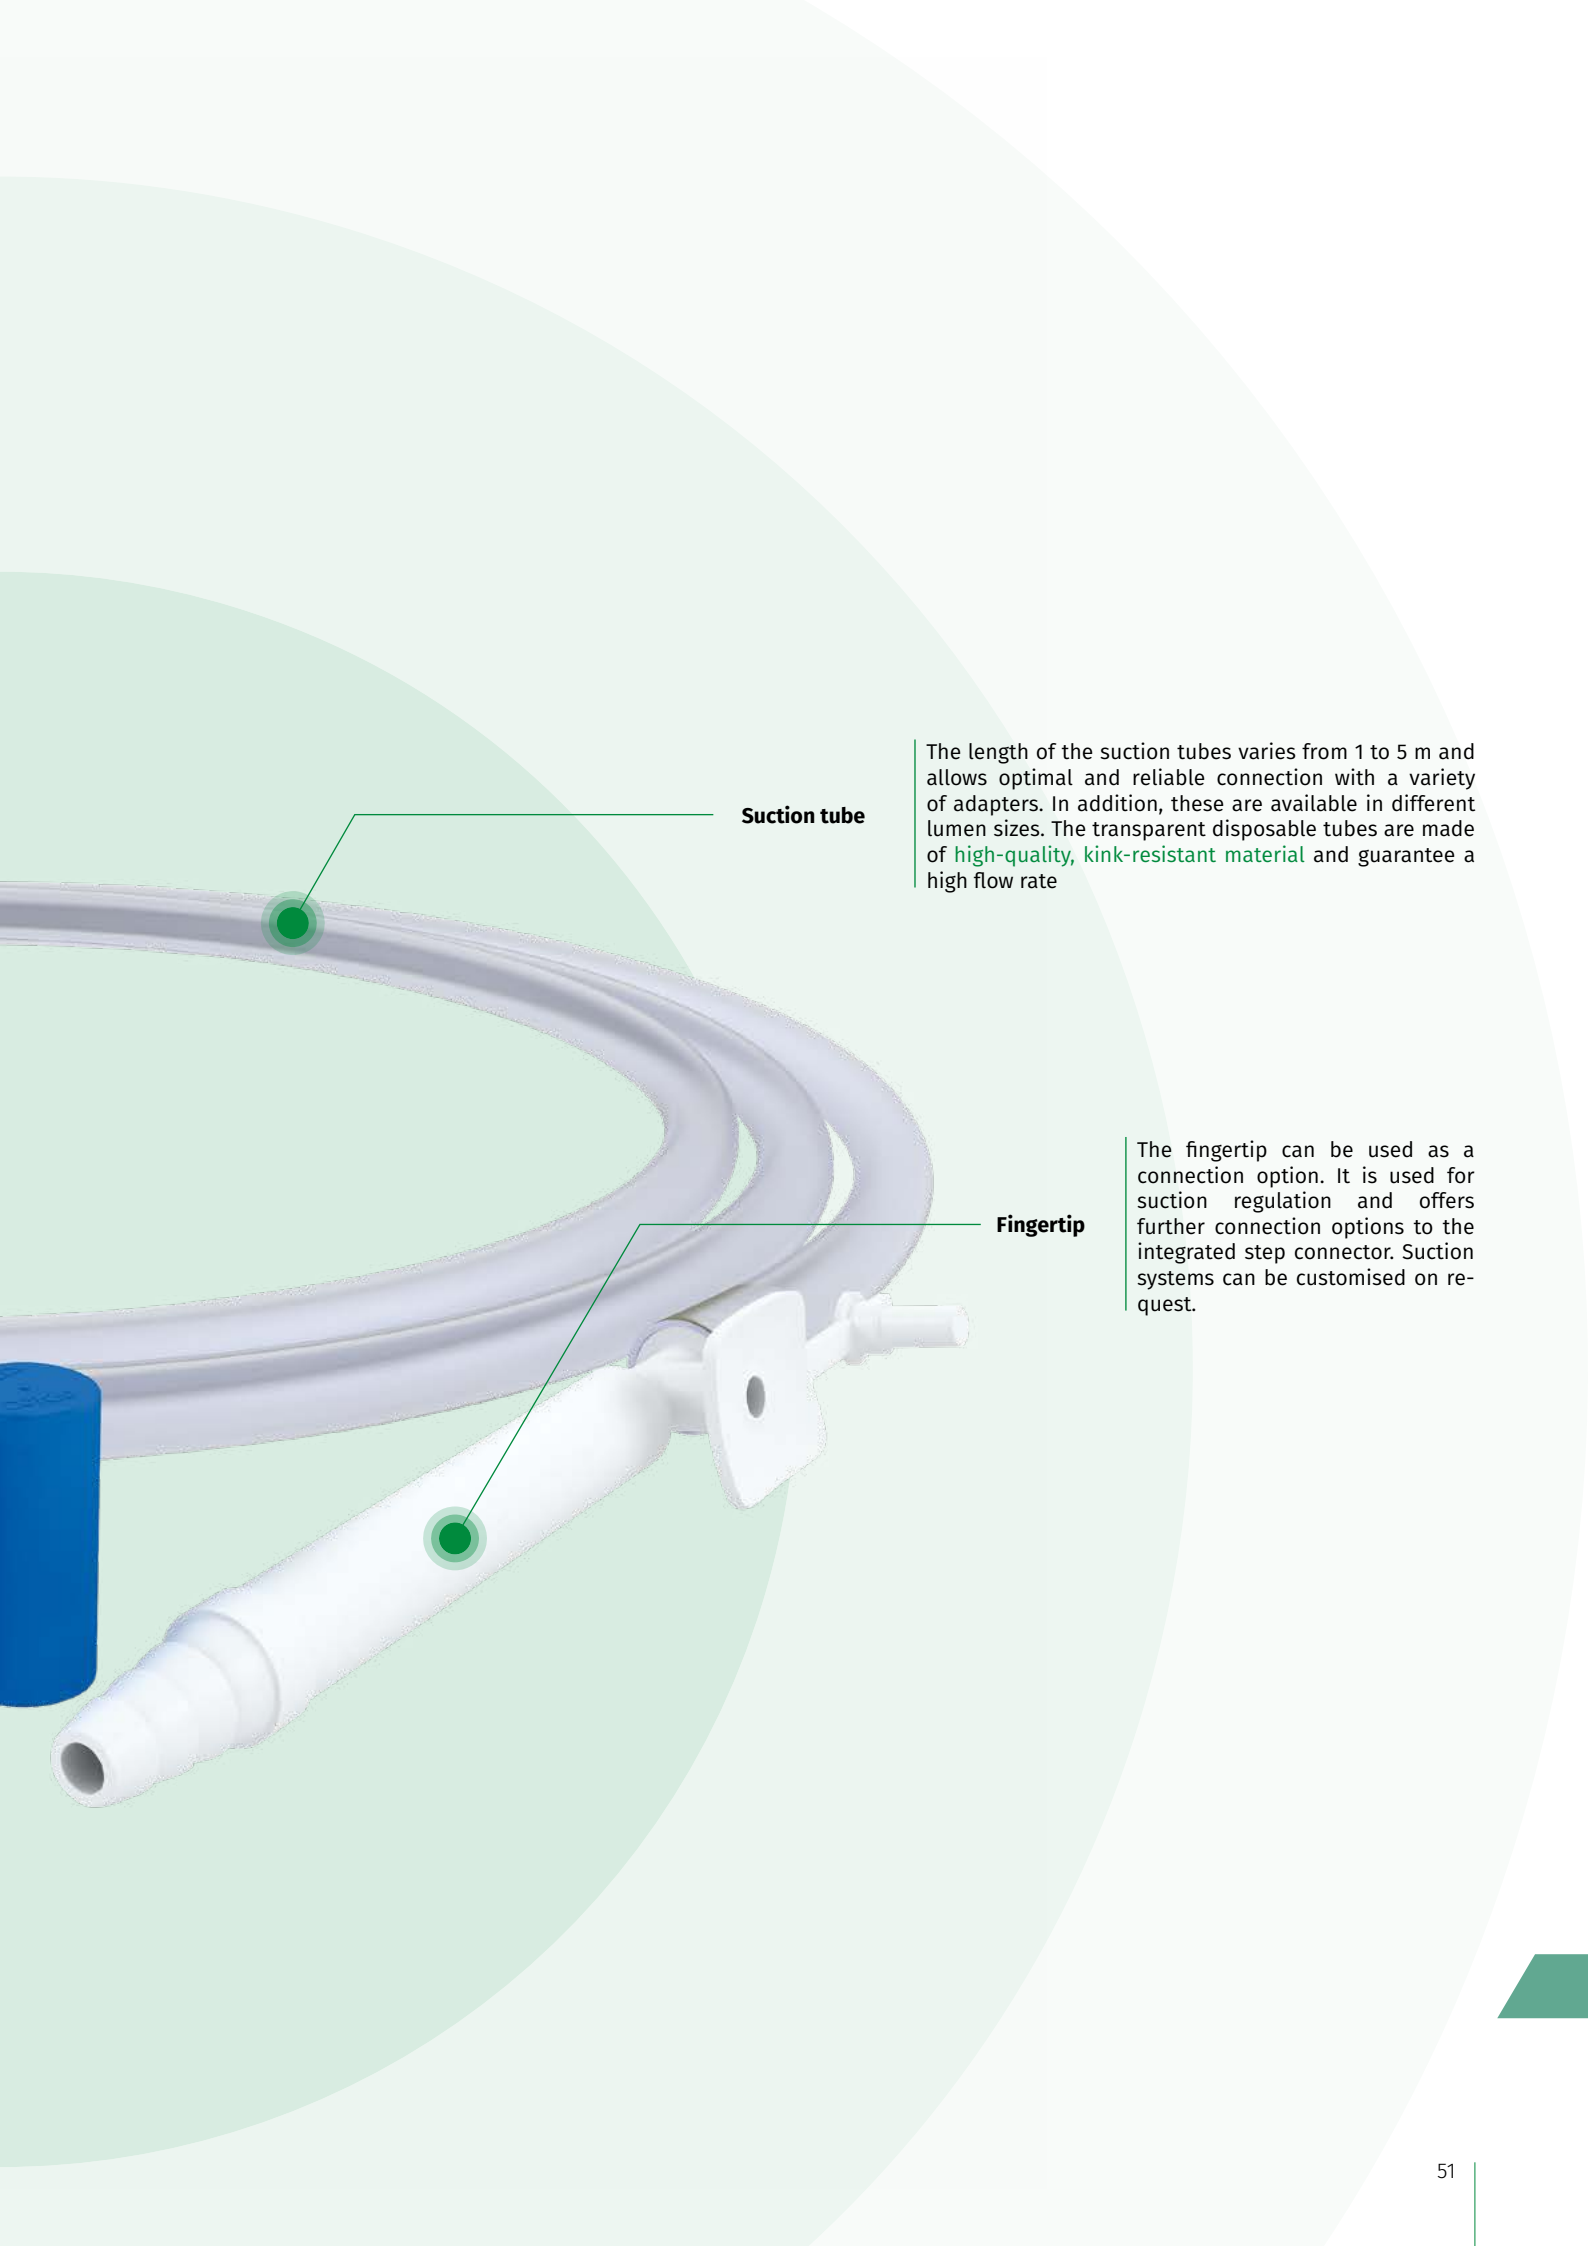 The length of the suction tubes varies from 1 to 5 m and
allows optimal and reliable connection with a variety
of adapters. In addition, these are available in different
lumen sizes. The transparent disposable tubes are made
of high-quality, kink-resistant material and guarantee a
high flow rate
Suction tube
The fingertip can be used as a
connection option. It is used for
suction regulation and offers
further connection options to the
integrated step connector. Suction
systems can be customised on re-
quest.
Fingertip
51